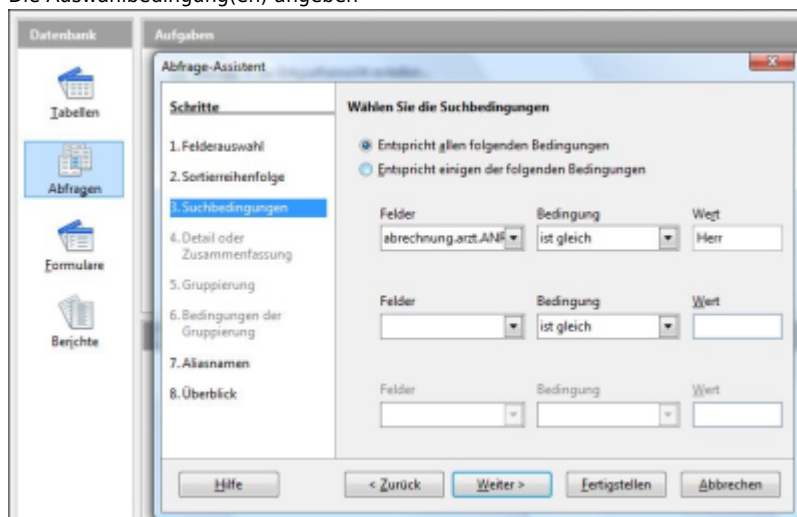 Die Auswahlbedingung(en) angeben
Datenbank
Aufgaben
Tabellen
Abfragen
Formulare
Berichte
Abfrage-Assistent
Schritte
1. Felderauswahl
2. Sortierreihenfolge
3. Suchbedingungen
4. Detail oder
Zusammenfassung
5. Gruppierung
6. Bedingungen der
Gruppierung
7. Aliasnamen
8. Überblick
Wählen Sie die Suchbedingungen
Entspricht allen folgenden Bedingungen
Entspricht einigen der folgenden Bedingungen
Felder Bedingung Wert
abrechnung.arzt.ANR ist gleich Herr
Felder Bedingung Wert
ist gleich
Felder Bedingung Wert
Hilfe < Zurück Weiter > Fertigstellen Abbrechen